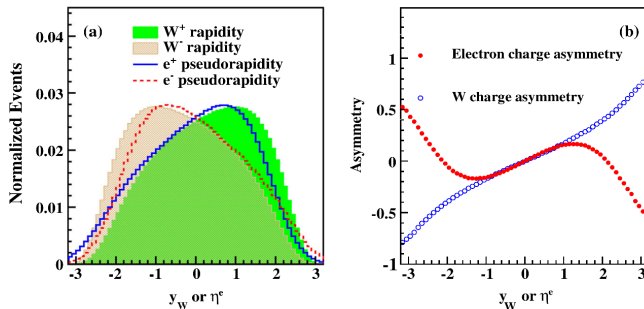 (a)
W+ rapidity
W- rapidity
e+ pseudorapidity
e- pseudorapidity
0.04
0.03
0.02
0.01
0
Normalized Events
-3 -2 -1 0 1 2 3
y_W or η^e
(b)
Electron charge asymmetry
W charge asymmetry
1
0.5
0
-0.5
-1
Asymmetry
-3 -2 -1 0 1 2 3
y_W or η^e